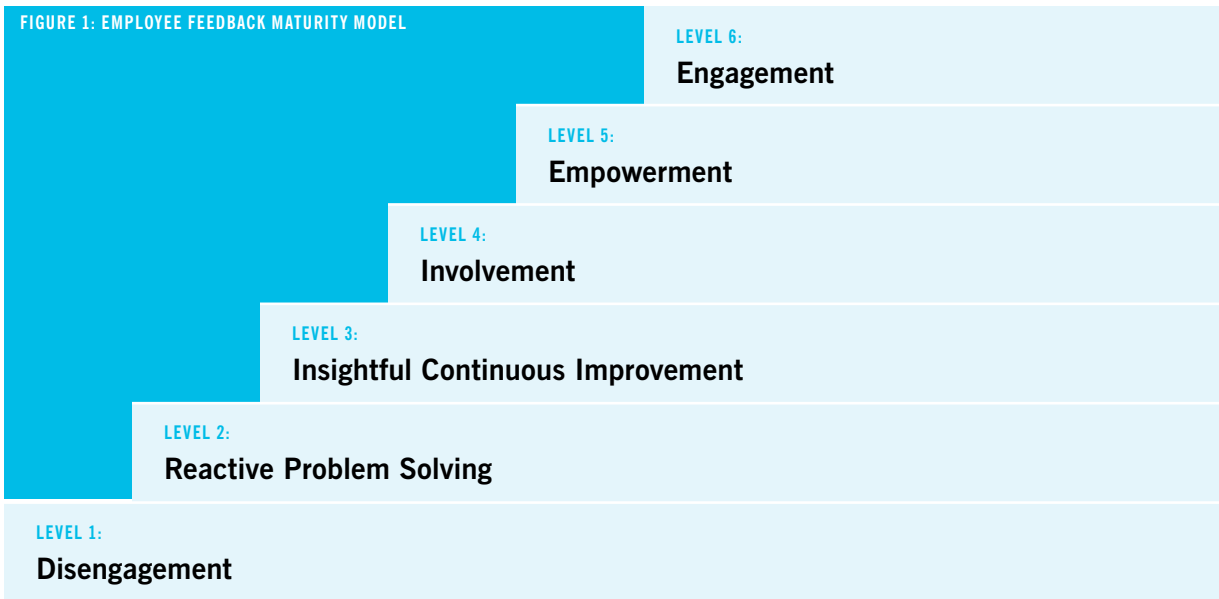 FIGURE 1: EMPLOYEE FEEDBACK MATURITY MODEL
LEVEL 6:
Engagement
LEVEL 5:
Empowerment
LEVEL 4:
Involvement
LEVEL 3:
Insightful Continuous Improvement
LEVEL 2:
Reactive Problem Solving
LEVEL 1:
Disengagement